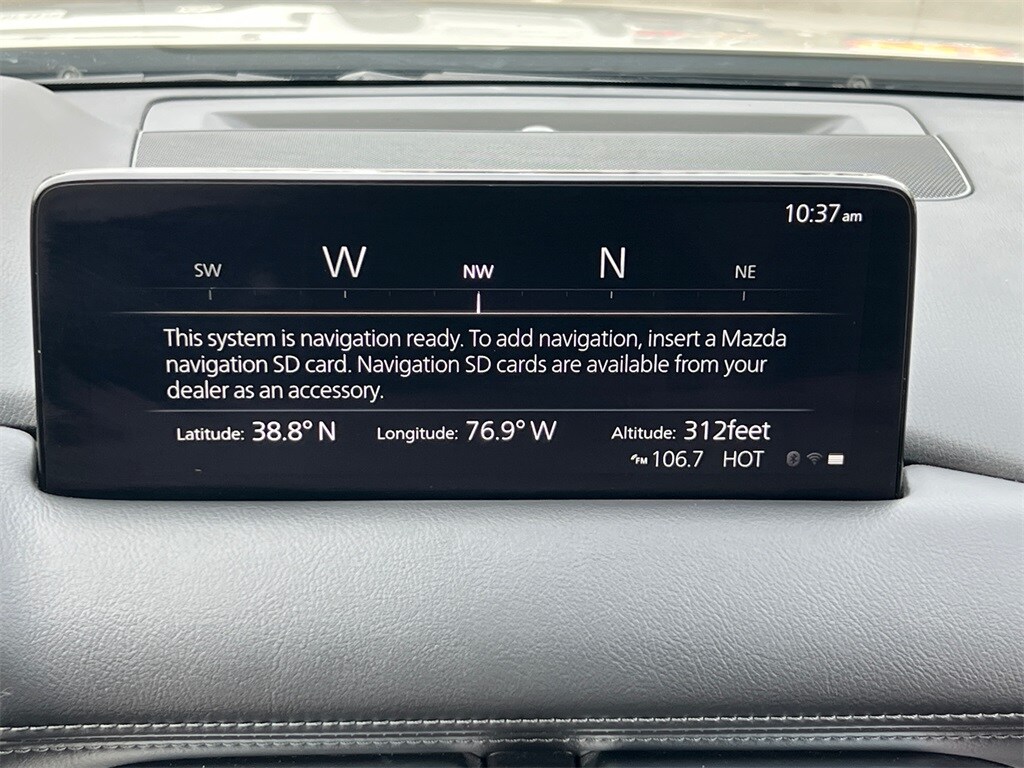 10:37am
SW W NW N NE
This system is navigation ready. To add navigation, insert a Mazda
navigation SD card. Navigation SD cards are available from your
dealer as an accessory.
Latitude: 38.8° N Longitude: 76.9° W Altitude: 312feet
FM 106.7 HOT